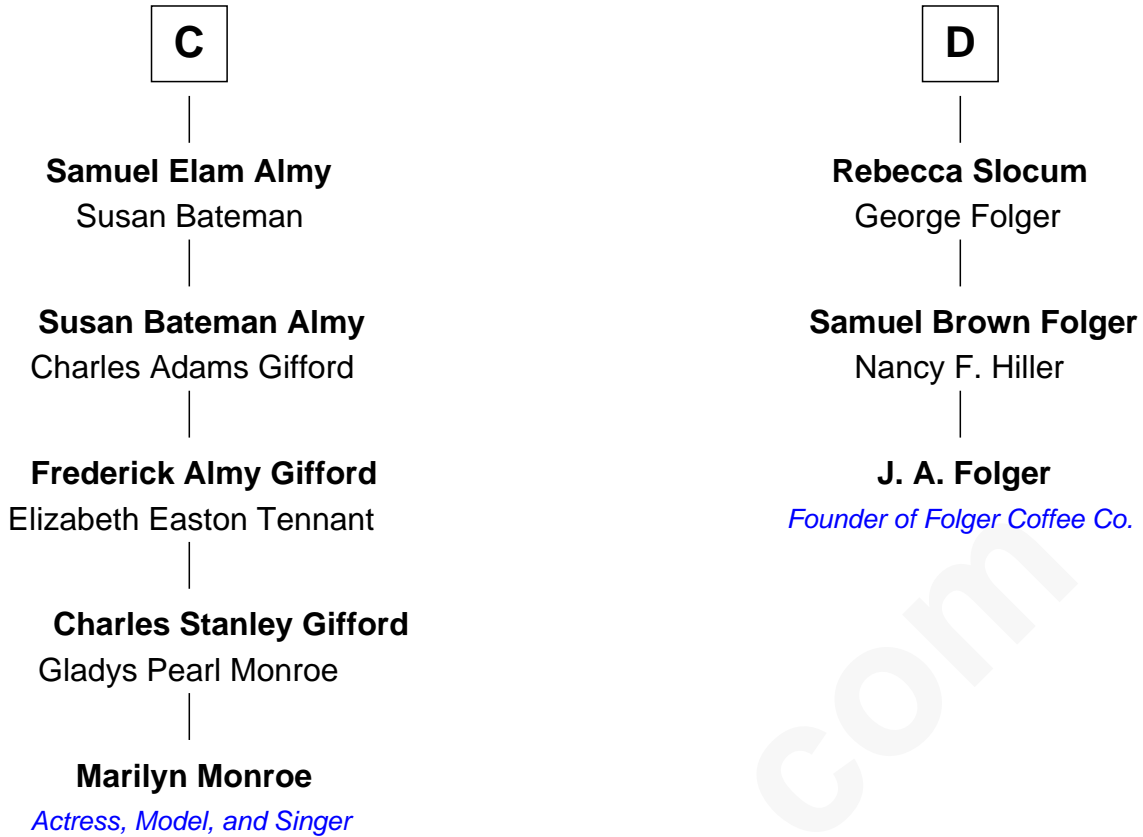 C
Samuel Elam Almy
Susan Bateman
Susan Bateman Almy
Charles Adams Gifford
Frederick Almy Gifford
Elizabeth Easton Tennant
Charles Stanley Gifford
Gladys Pearl Monroe
Marilyn Monroe
Actress, Model, and Singer
D
Rebecca Slocum
George Folger
Samuel Brown Folger
Nancy F. Hiller
J. A. Folger
Founder of Folger Coffee Co.
com